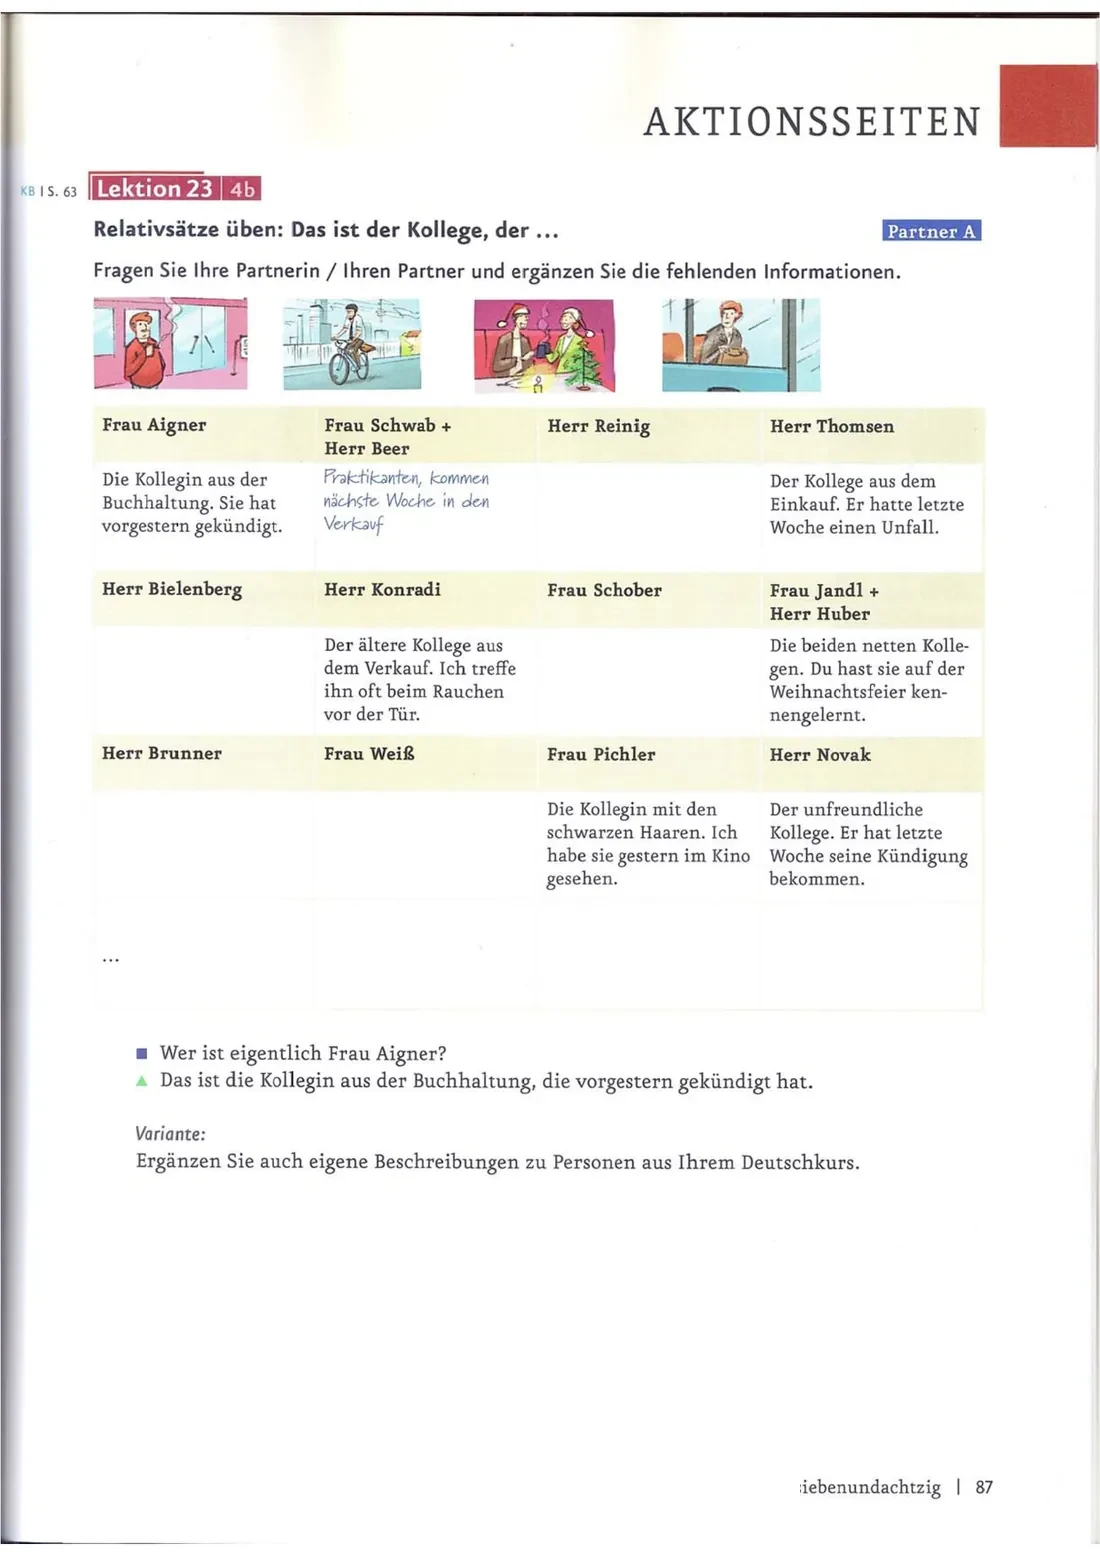 AKTIONSSEITEN
KB | S. 63 Lektion 23 4b
Relativsätze üben: Das ist der Kollege, der ...
Partner A
Fragen Sie Ihre Partnerin / Ihren Partner und ergänzen Sie die fehlenden Informationen.
Frau Aigner
Frau Schwab +
Herr Beer
Herr Reinig
Herr Thomsen
Die Kollegin aus der
Buchhaltung. Sie hat
vorgestern gekündigt.
Praktikanten, kommen
nächste Woche in den
Verkauf
Der Kollege aus dem
Einkauf. Er hatte letzte
Woche einen Unfall.
Herr Bielenberg
Herr Konradi
Frau Schober
Frau Jandl +
Herr Huber
Der ältere Kollege aus
dem Verkauf. Ich treffe
ihn oft beim Rauchen
vor der Tür.
Die beiden netten Kolle-
gen. Du hast sie auf der
Weihnachtsfeier ken-
nengelernt.
Herr Brunner
Frau Weiß
Frau Pichler
Herr Novak
Die Kollegin mit den
schwarzen Haaren. Ich
habe sie gestern im Kino
gesehen.
Der unfreundliche
Kollege. Er hat letzte
Woche seine Kündigung
bekommen.
...
Wer ist eigentlich Frau Aigner?
Das ist die Kollegin aus der Buchhaltung, die vorgestern gekündigt hat.
Variante:
Ergänzen Sie auch eigene Beschreibungen zu Personen aus Ihrem Deutschkurs.
iebenundachtzig | 87